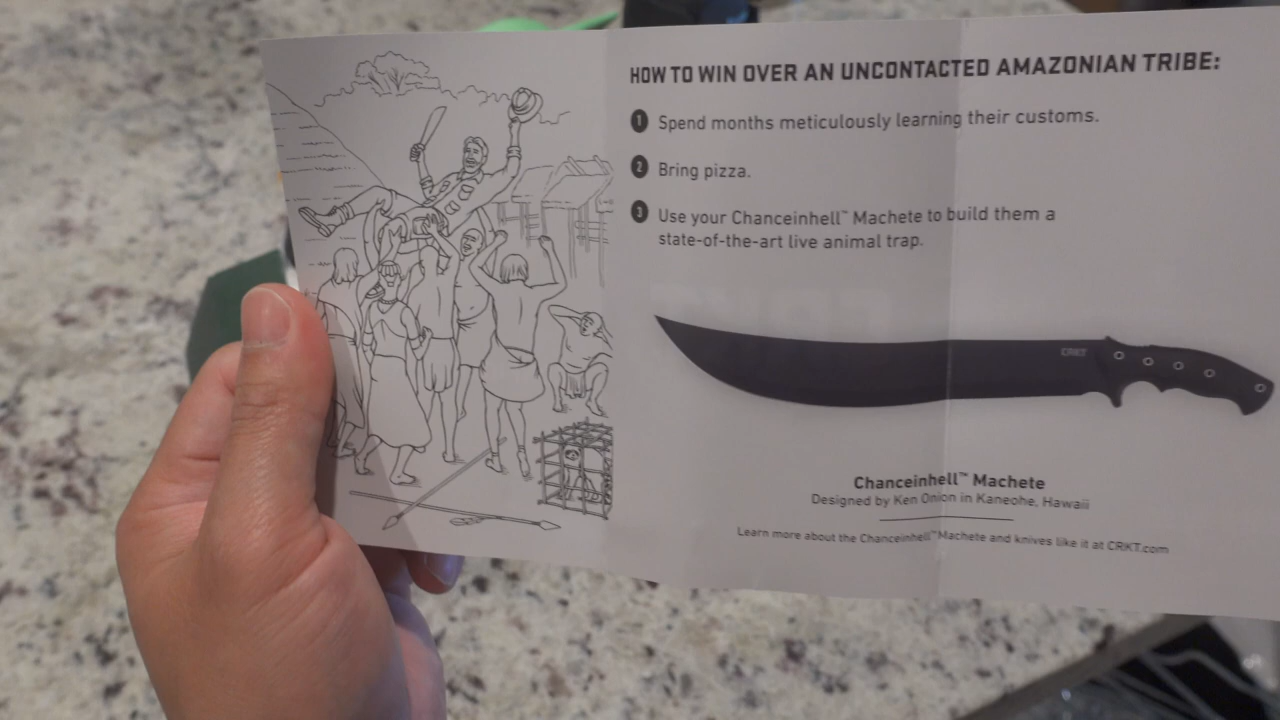 HOW TO WIN OVER AN UNCONTACTED AMAZONIAN TRIBE:
1 Spend months meticulously learning their customs.
2 Bring pizza.
3 Use your Chanceinhell™ Machete to build them a
state-of-the-art live animal trap.
CRKT
Chanceinhell™ Machete
Designed by Ken Onion in Kaneohe, Hawaii
Learn more about the Chanceinhell™ Machete and knives like it at CRKT.com